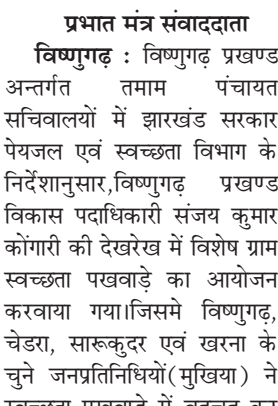 प्रभात मंत्र संवाददाता
विष्णुगढ़ : विष्णुगढ़ प्रखण्ड
अन्तर्गत तमाम पंचायत
सचिवालयों में झारखंड सरकार
पेयजल एवं स्वच्छता विभाग के
निर्देशानुसार,विष्णुगढ़ प्रखण्ड
विकास पदाधिकारी संजय कुमार
कोंगारी की देखरेख में विशेष ग्राम
स्वच्छता पखवाड़े का आयोजन
करवाया गया।जिसमे विष्णुगढ़,
चेडरा, सारूकुदर एवं खरना के
चुने जनप्रतिनिधियों(मुखिया) ने